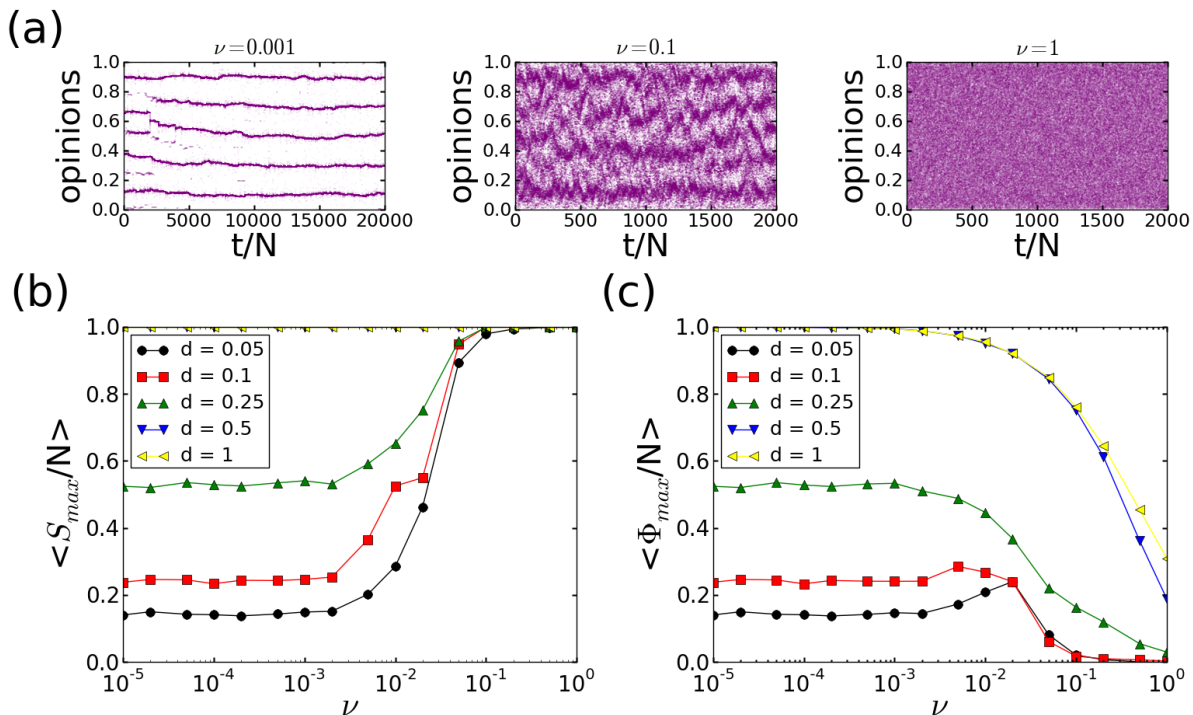 (a)
ν=0.001
ν=0.1
ν=1
opinions
1.0
0.8
0.6
0.4
0.2
0.0
0 5000 10000 15000 20000
t/N
opinions
1.0
0.8
0.6
0.4
0.2
0.0
0 500 1000 1500 2000
t/N
opinions
1.0
0.8
0.6
0.4
0.2
0.0
0 500 1000 1500 2000
t/N
(b)
<S_max/N>
1.0
0.8
0.6
0.4
0.2
0.0
d = 0.05
d = 0.1
d = 0.25
d = 0.5
d = 1
10^-5 10^-4 10^-3 10^-2 10^-1 10^0
ν
(c)
<Φ_max/N>
1.0
0.8
0.6
0.4
0.2
0.0
d = 0.05
d = 0.1
d = 0.25
d = 0.5
d = 1
10^-5 10^-4 10^-3 10^-2 10^-1 10^0
ν